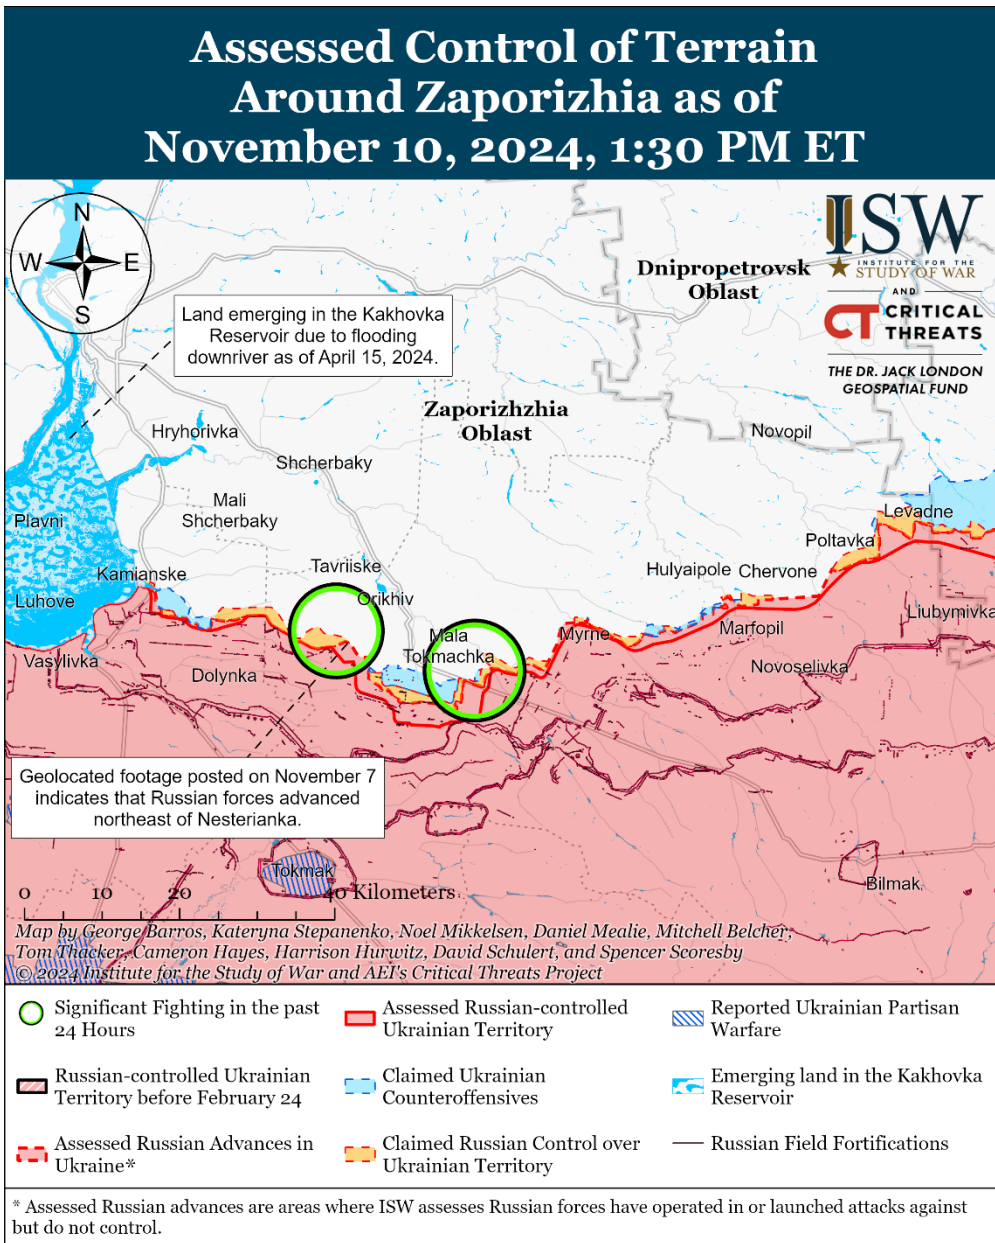 Assessed Control of Terrain
Around Zaporizhia as of
November 10, 2024, 1:30 PM ET
N
W
E
S
ISW
INSTITUTE FOR THE
STUDY OF WAR
AND
CT CRITICAL
THREATS
THE DR. JACK LONDON
GEOSPATIAL FUND
Dnipropetrovsk
Oblast
Land emerging in the Kakhovka
Reservoir due to flooding
downriver as of April 15, 2024.
Zaporizhzhia
Oblast
Hryhorivka
Novopil
Shcherbaky
Mali
Shcherbaky
Plavni
Levadne
Poltavka
Kamianske
Tavriiske
Hulyaipole
Chervone
Luhove
Orikhiv
Liubymivka
Mala
Tokmachka
Myrne
Marfopil
Vasylivka
Dolynka
Novoselivka
Geolocated footage posted on November 7
indicates that Russian forces advanced
northeast of Nesterianka.
Tokmak
Bilmak
0 10 20 40 Kilometers
Map by George Barros, Kateryna Stepanenko, Noel Mikkelsen, Daniel Mealie, Mitchell Belcher,
Tom Thacker, Cameron Hayes, Harrison Hurwitz, David Schulert, and Spencer Scoresby
© 2024 Institute for the Study of War and AEI's Critical Threats Project
Significant Fighting in the past
24 Hours
Assessed Russian-controlled
Ukrainian Territory
Reported Ukrainian Partisan
Warfare
Russian-controlled Ukrainian
Territory before February 24
Claimed Ukrainian
Counteroffensives
Emerging land in the Kakhovka
Reservoir
Assessed Russian Advances in
Ukraine*
Claimed Russian Control over
Ukrainian Territory
Russian Field Fortifications
* Assessed Russian advances are areas where ISW assesses Russian forces have operated in or launched attacks against
but do not control.